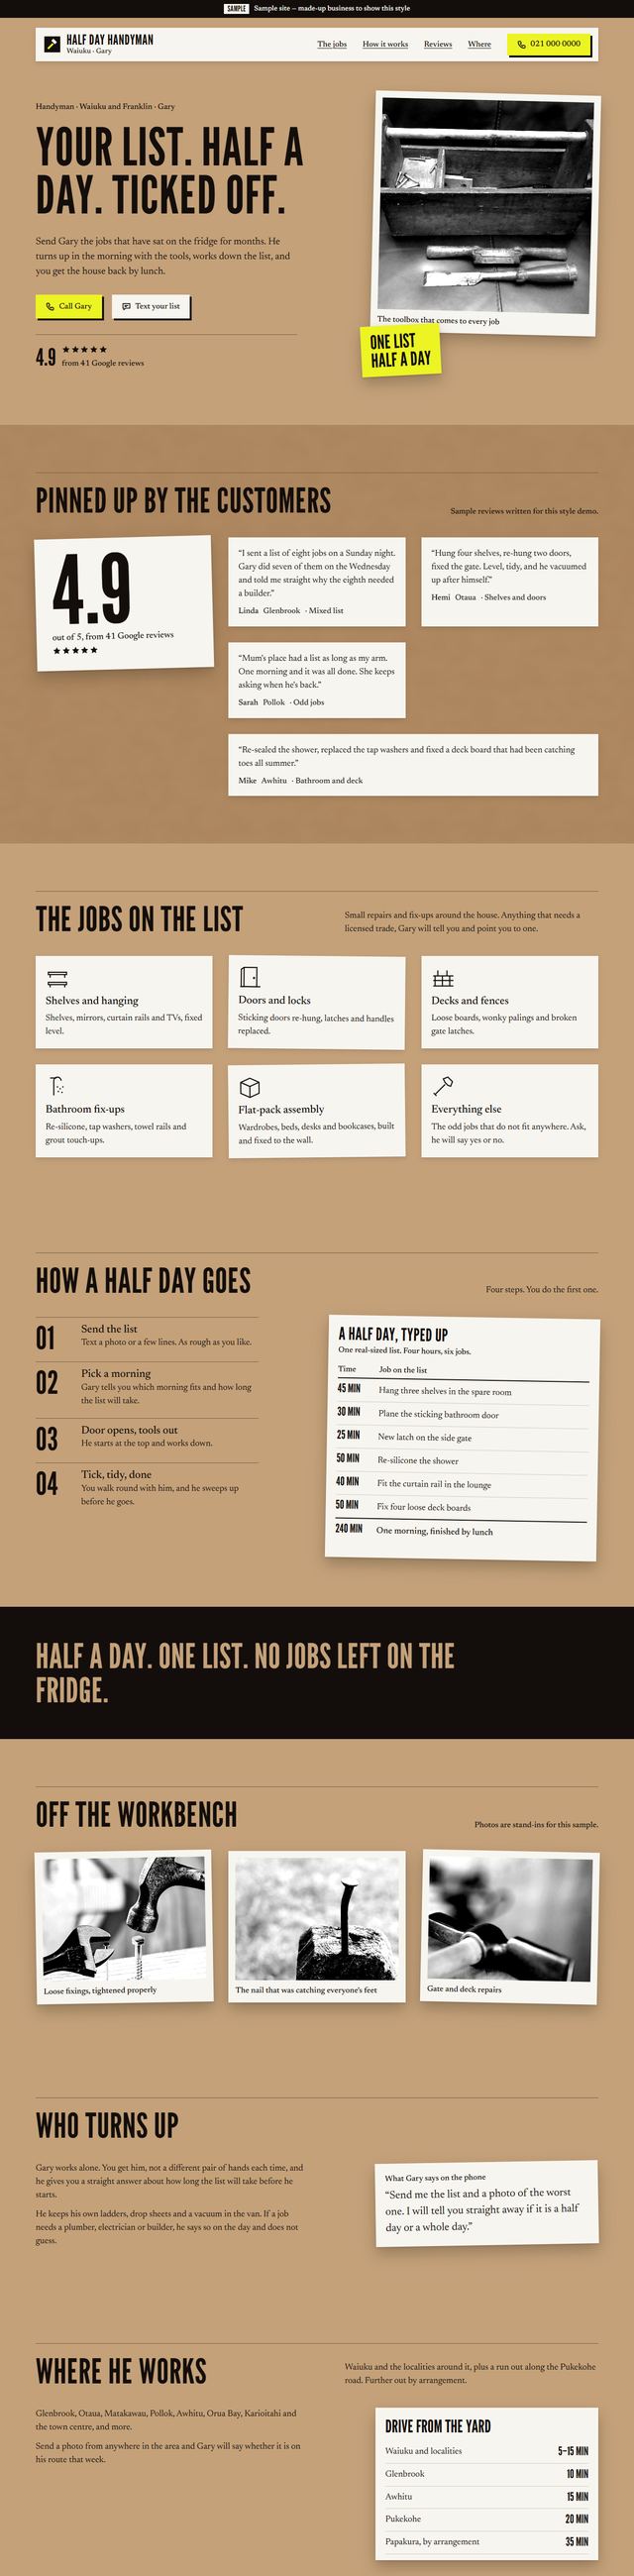 SAMPLE Sample site — made-up business to show this style
HALF DAY HANDYMAN
Waiuku · Gary
The jobs How it works Reviews Where 021 000 0000
Handyman · Waiuku and Franklin · Gary
YOUR LIST. HALF A
DAY. TICKED OFF.
Send Gary the jobs that have sat on the fridge for months. He
turns up in the morning with the tools, works down the list, and
you get the house back by lunch.
Call Gary
Text your list
4.9
from 41 Google reviews
The toolbox that comes to every job
ONE LIST
HALF A DAY
PINNED UP BY THE CUSTOMERS
Sample reviews written for this style demo.
4.9
out of 5, from 41 Google reviews
“I sent a list of eight jobs on a Sunday night.
Gary did seven of them on the Wednesday
and told me straight why the eighth needed
a builder.”
Linda Glenbrook · Mixed list
“Hung four shelves, re-hung two doors,
fixed the gate. Level, tidy, and he vacuumed
up after himself.”
Hemi Otaua · Shelves and doors
“Mum’s place had a list as long as my arm.
One morning and it was all done. She keeps
asking when he’s back.”
Sarah Pollok · Odd jobs
“Re-sealed the shower, replaced the tap washers and fixed a deck board that had been catching
toes all summer.”
Mike Awhitu · Bathroom and deck
THE JOBS ON THE LIST
Small repairs and fix-ups around the house. Anything that needs a
licensed trade, Gary will tell you and point you to one.
Shelves and hanging
Shelves, mirrors, curtain rails and TVs, fixed
level.
Doors and locks
Sticking doors re-hung, latches and handles
replaced.
Decks and fences
Loose boards, wonky palings and broken
gate latches.
Bathroom fix-ups
Re-silicone, tap washers, towel rails and
grout touch-ups.
Flat-pack assembly
Wardrobes, beds, desks and bookcases, built
and fixed to the wall.
Everything else
The odd jobs that do not fit anywhere. Ask,
he will say yes or no.
HOW A HALF DAY GOES
Four steps. You do the first one.
01 Send the list
Text a photo or a few lines. As rough as you like.
02 Pick a morning
Gary tells you which morning fits and how long
the list will take.
03 Door opens, tools out
He starts at the top and works down.
04 Tick, tidy, done
You walk round with him, and he sweeps up
before he goes.
A HALF DAY, TYPED UP
One real-sized list. Four hours, six jobs.
Time Job on the list
45 MIN Hang three shelves in the spare room
30 MIN Plane the sticking bathroom door
25 MIN New latch on the side gate
50 MIN Re-silicone the shower
40 MIN Fit the curtain rail in the lounge
50 MIN Fix four loose deck boards
240 MIN One morning, finished by lunch
HALF A DAY. ONE LIST. NO JOBS LEFT ON THE
FRIDGE.
OFF THE WORKBENCH
Photos are stand-ins for this sample.
Loose fixings, tightened properly
The nail that was catching everyone’s feet
Gate and deck repairs
WHO TURNS UP
Gary works alone. You get him, not a different pair of hands each time, and
he gives you a straight answer about how long the list will take before he
starts.
He keeps his own ladders, drop sheets and a vacuum in the van. If a job
needs a plumber, electrician or builder, he says so on the day and does not
guess.
What Gary says on the phone
“Send me the list and a photo of the worst
one. I will tell you straight away if it is a half
day or a whole day.”
WHERE HE WORKS
Waiuku and the localities around it, plus a run out along the Pukekohe
road. Further out by arrangement.
Glenbrook, Otaua, Matakawau, Pollok, Awhitu, Orua Bay, Karioitahi and
the town centre, and more.
Send a photo from anywhere in the area and Gary will say whether it is on
his route that week.
DRIVE FROM THE YARD
Waiuku and localities 5–15 MIN
Glenbrook 10 MIN
Awhitu 15 MIN
Pukekohe 20 MIN
Papakura, by arrangement 35 MIN